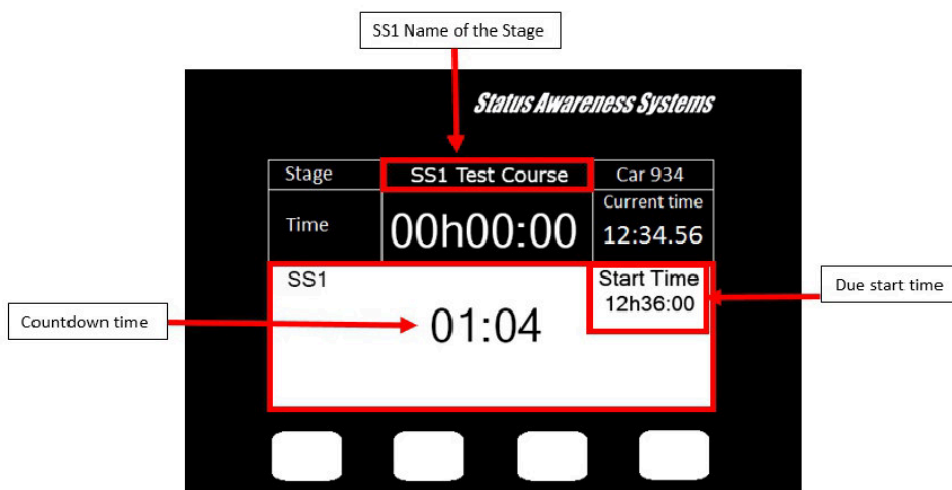 SS1 Name of the Stage
Status Awareness Systems
Stage SS1 Test Course Car 934
Time 00h00:00 Current time
12:34.56
SS1 Start Time
12h36:00
Due start time
Countdown time
01:04